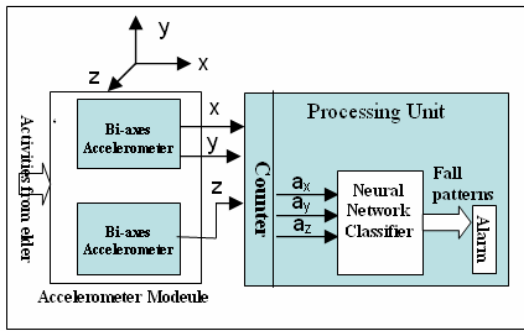 y
x
z
Activities from elder
Bi-axes
Accelerometer
Bi-axes
Accelerometer
Accelerometer Modeule
x
y
z
Processing Unit
Counter
ax
ay
az
Neural
Network
Classifier
Fall
patterns
Alarm